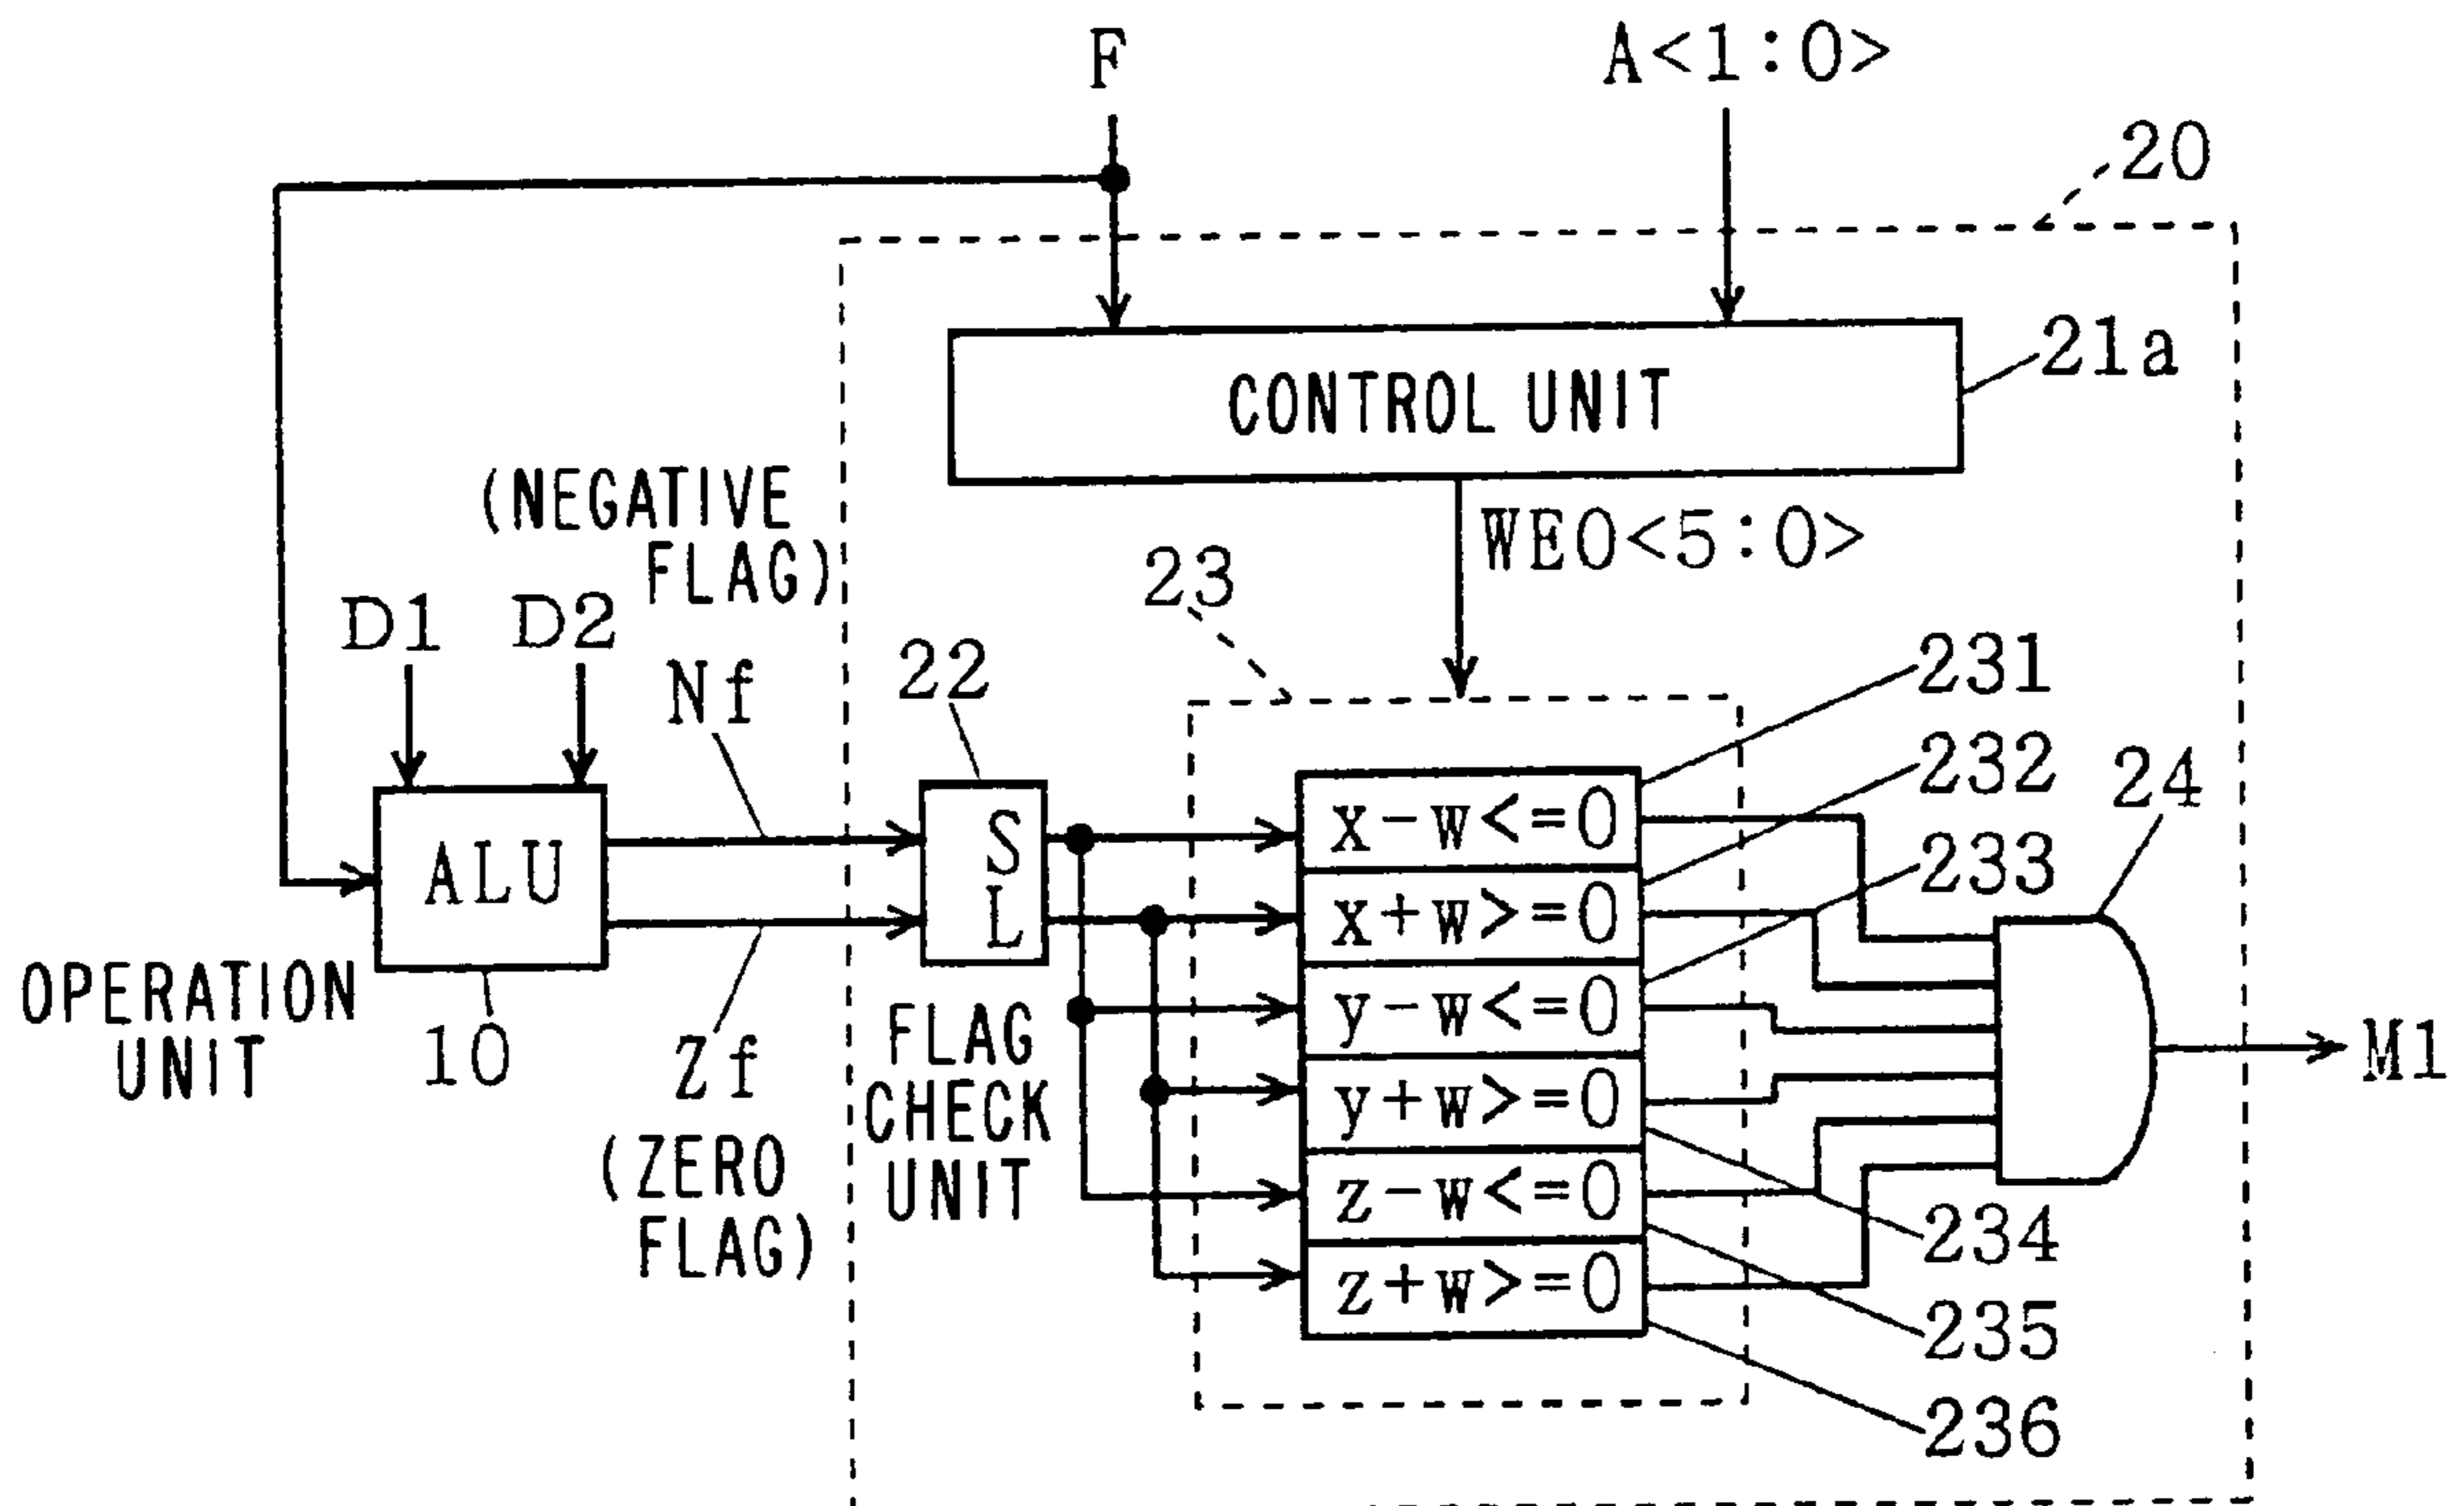 F
A<1:0>
20
CONTROL UNIT
21a
(NEGATIVE
FLAG)
WE0<5:0>
23
D1
D2
Nf
22
231
232
233
24
ALU
S
L
x-w<=0
x+w>=0
y-w<=0
y+w>=0
z-w<=0
z+w>=0
M1
OPERATION
UNIT
10
Zf
(ZERO
FLAG)
FLAG
CHECK
UNIT
234
235
236